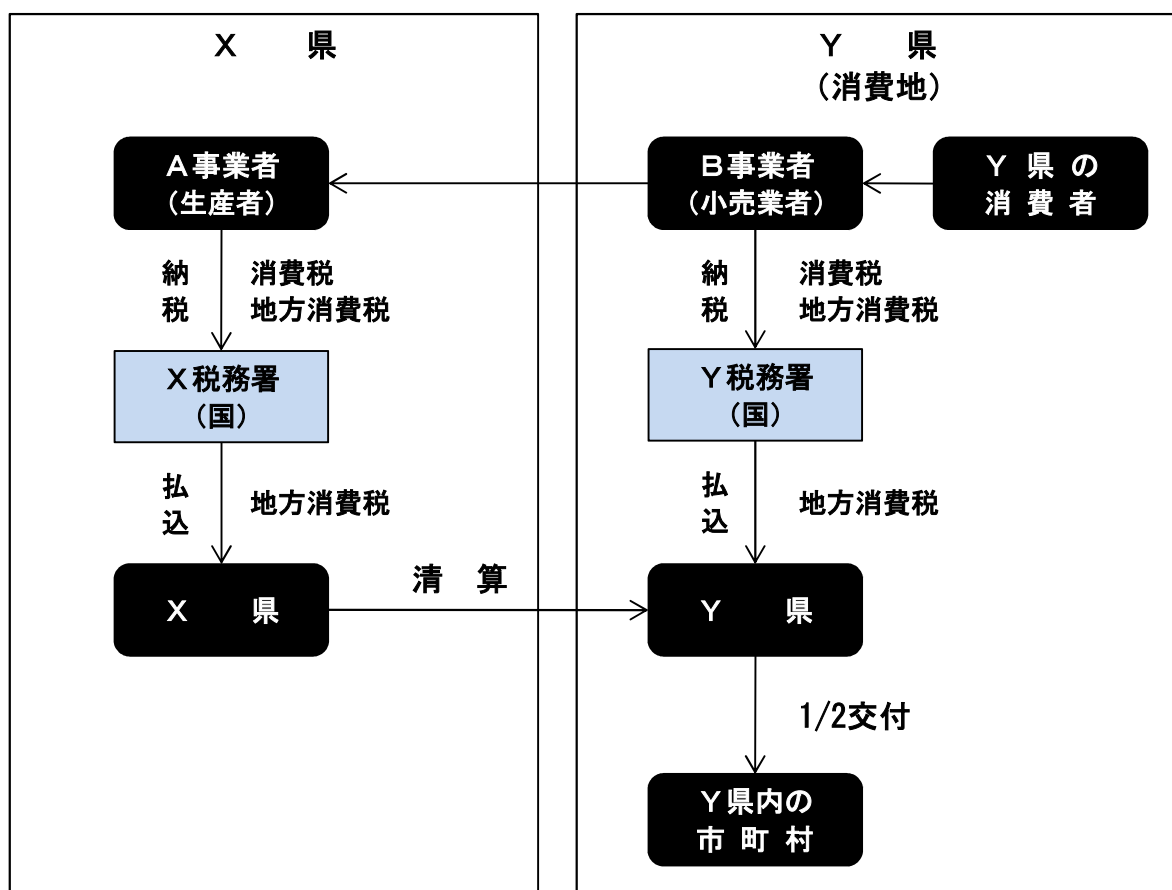 X 県
Y 県
（消費地）
A事業者
（生産者）
B事業者
（小売業者）
Y 県 の
消 費 者
納
税
消費税
地方消費税
納
税
消費税
地方消費税
X税務署
（国）
Y税務署
（国）
払
込
地方消費税
払
込
地方消費税
X 県
清 算
Y 県
1/2交付
Y県内の
市 町 村